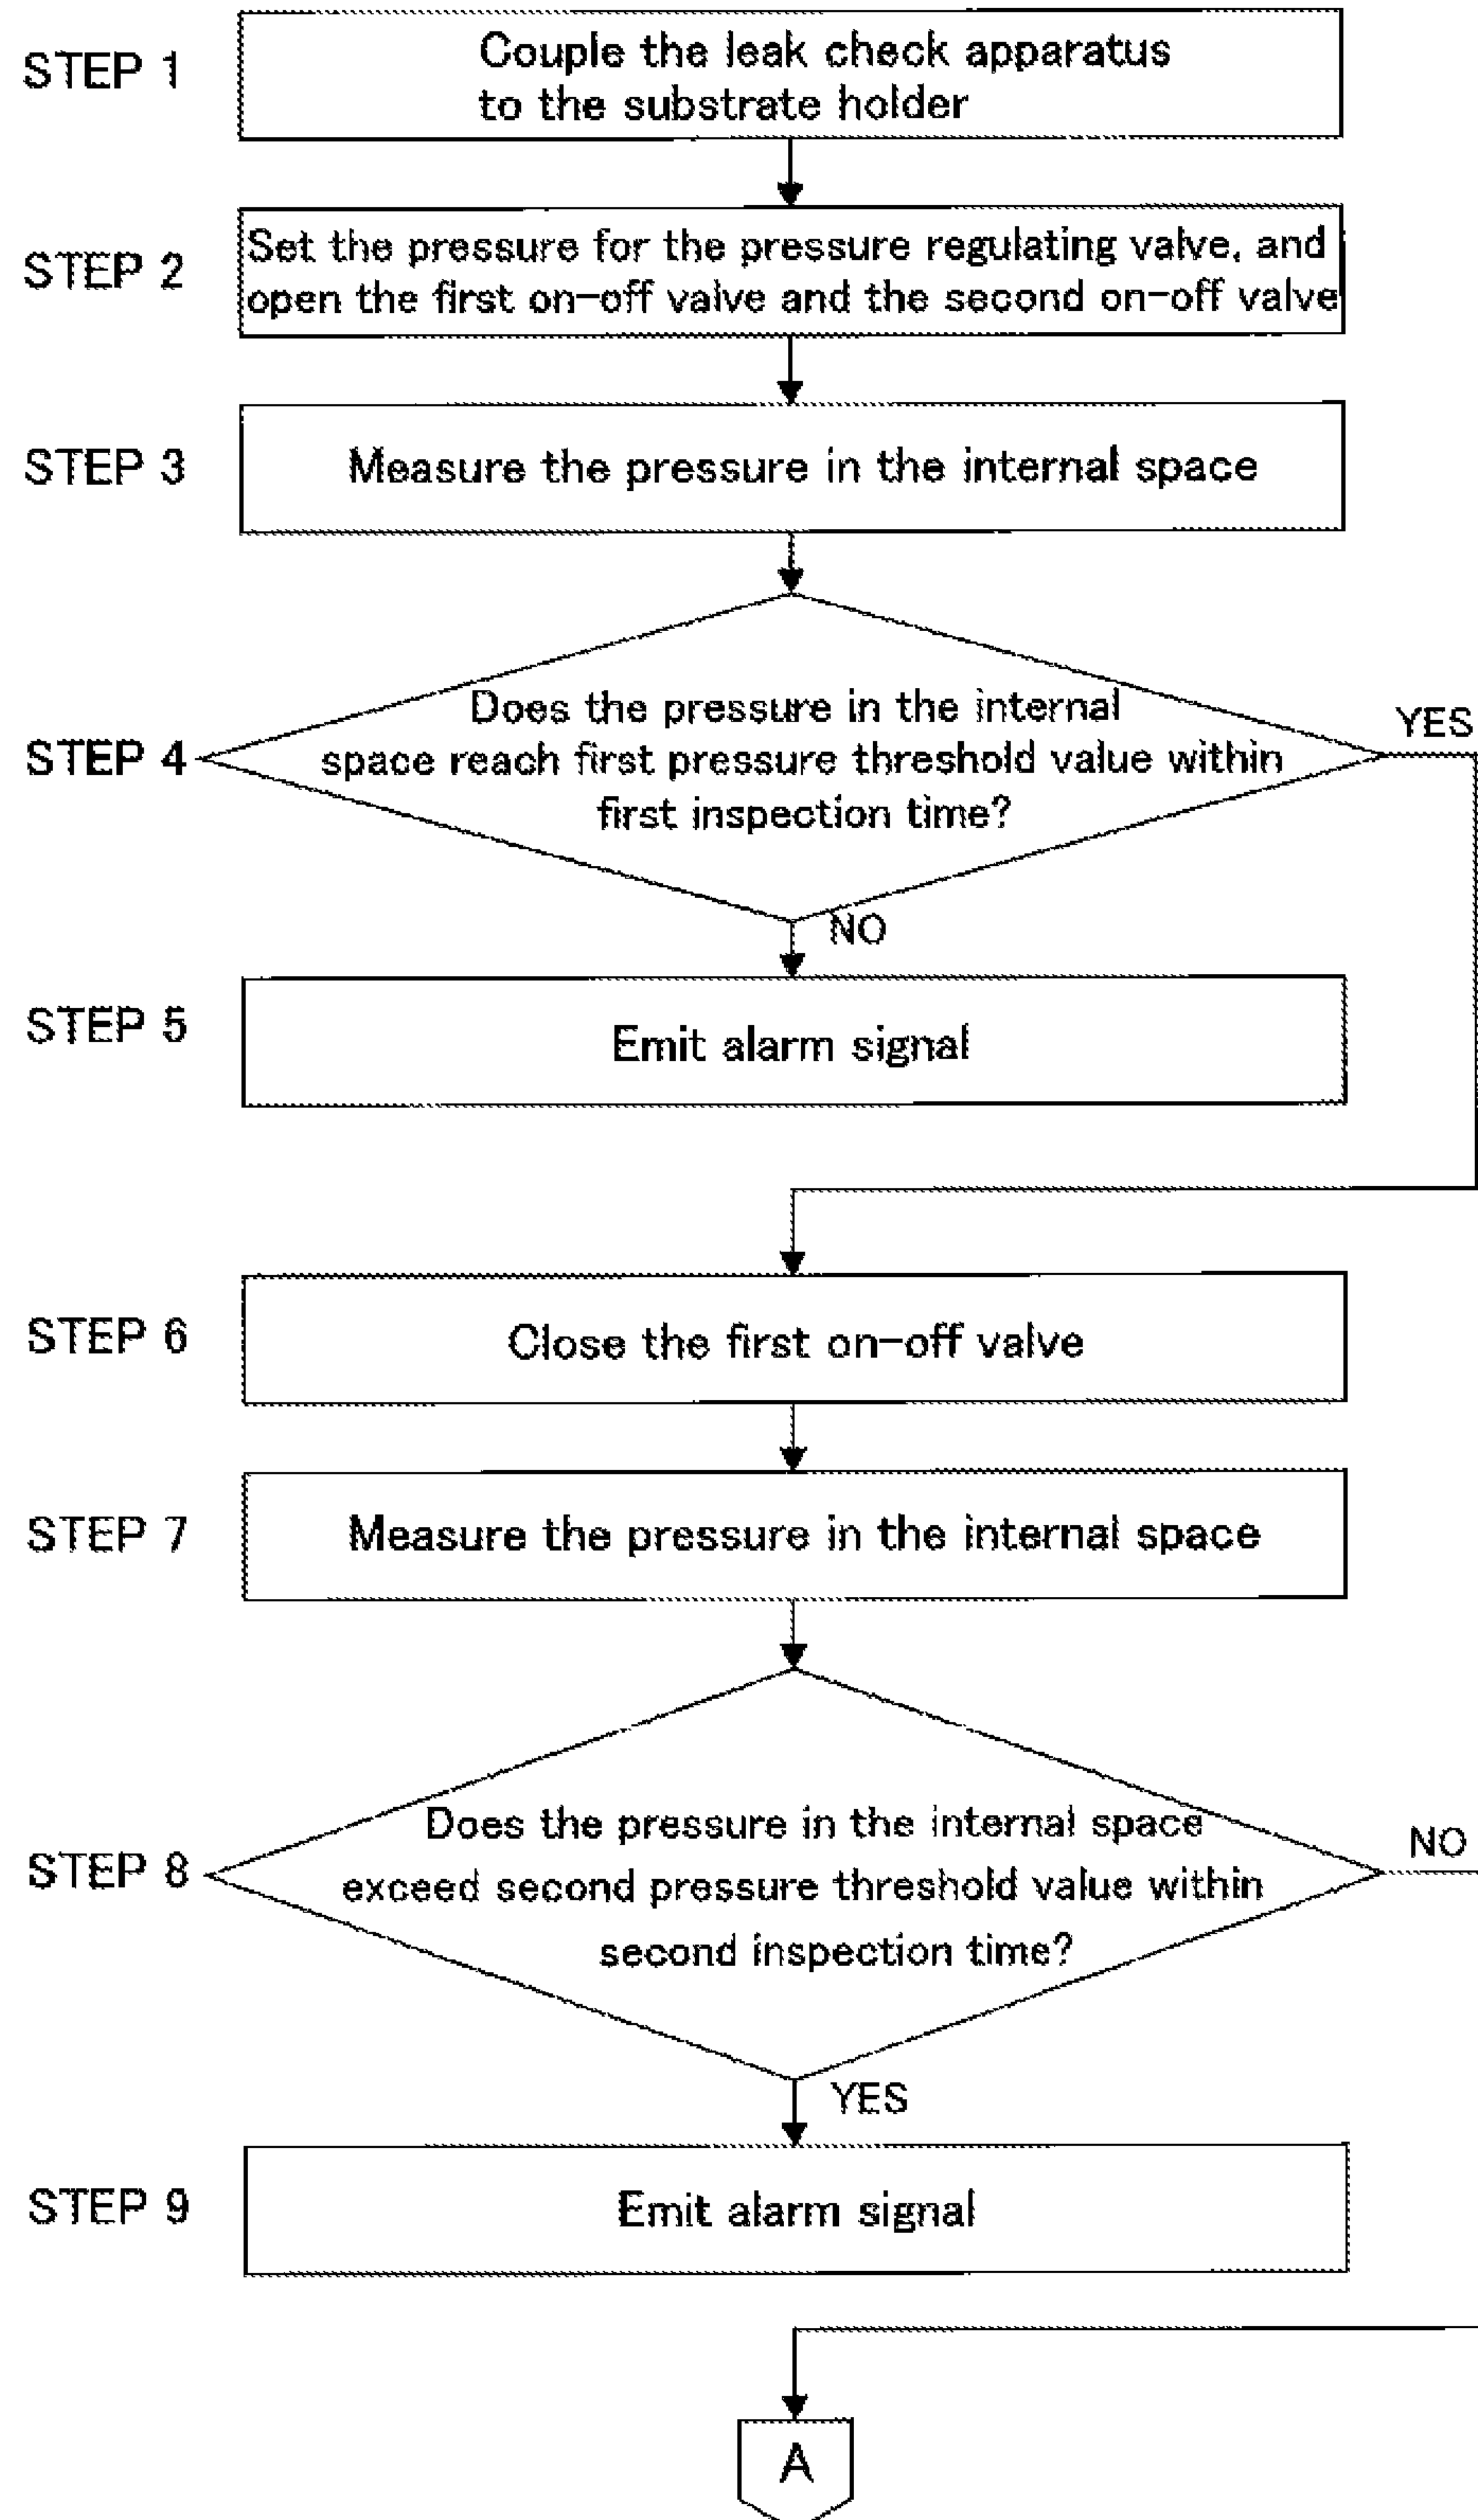 STEP 1
Couple the leak check apparatus
to the substrate holder
STEP 2
Set the pressure for the pressure regulating valve, and
open the first on-off valve and the second on-off valve
STEP 3
Measure the pressure in the internal space
STEP 4
Does the pressure in the internal
space reach first pressure threshold value within
first inspection time?
YES
NO
STEP 5
Emit alarm signal
STEP 6
Close the first on-off valve
STEP 7
Measure the pressure in the internal space
STEP 8
Does the pressure in the internal space
exceed second pressure threshold value within
second inspection time?
NO
YES
STEP 9
Emit alarm signal
A